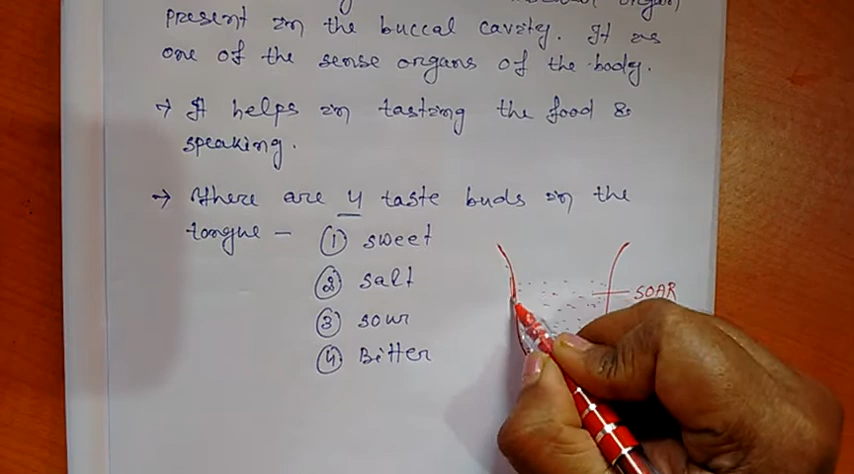 organ
present in the buccal cavity. It is
one of the sense organs of the body.
→ It helps in tasting the food &
speaking.
→ There are 4 taste buds in the
tongue – ① sweet
② salt
③ sour
④ Bitter
SOAR